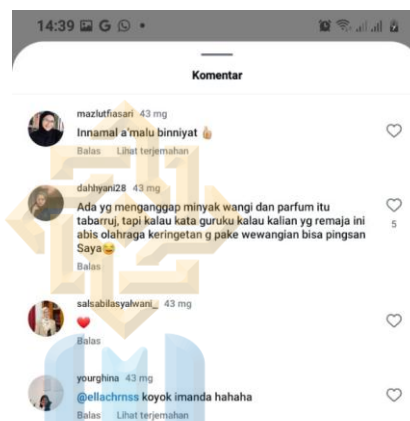 14:39 G
Komentar
mazlutfiasari 43 mg
Innamal a'malu binniyat 👍🏻
Balas Lihat terjemahan
dahhyani28 43 mg
Ada yg menganggap minyak wangi dan parfum itu
tabarruj, tapi kalau kata guruku kalau kalian yg remaja ini
abis olahraga keringetan g pake wewangian bisa pingsan
Saya😂
5
Balas
salsabilasyalwani_ 43 mg
❤️
Balas
yourghina 43 mg
@ellachrnss koyok imanda hahaha
Balas Lihat terjemahan